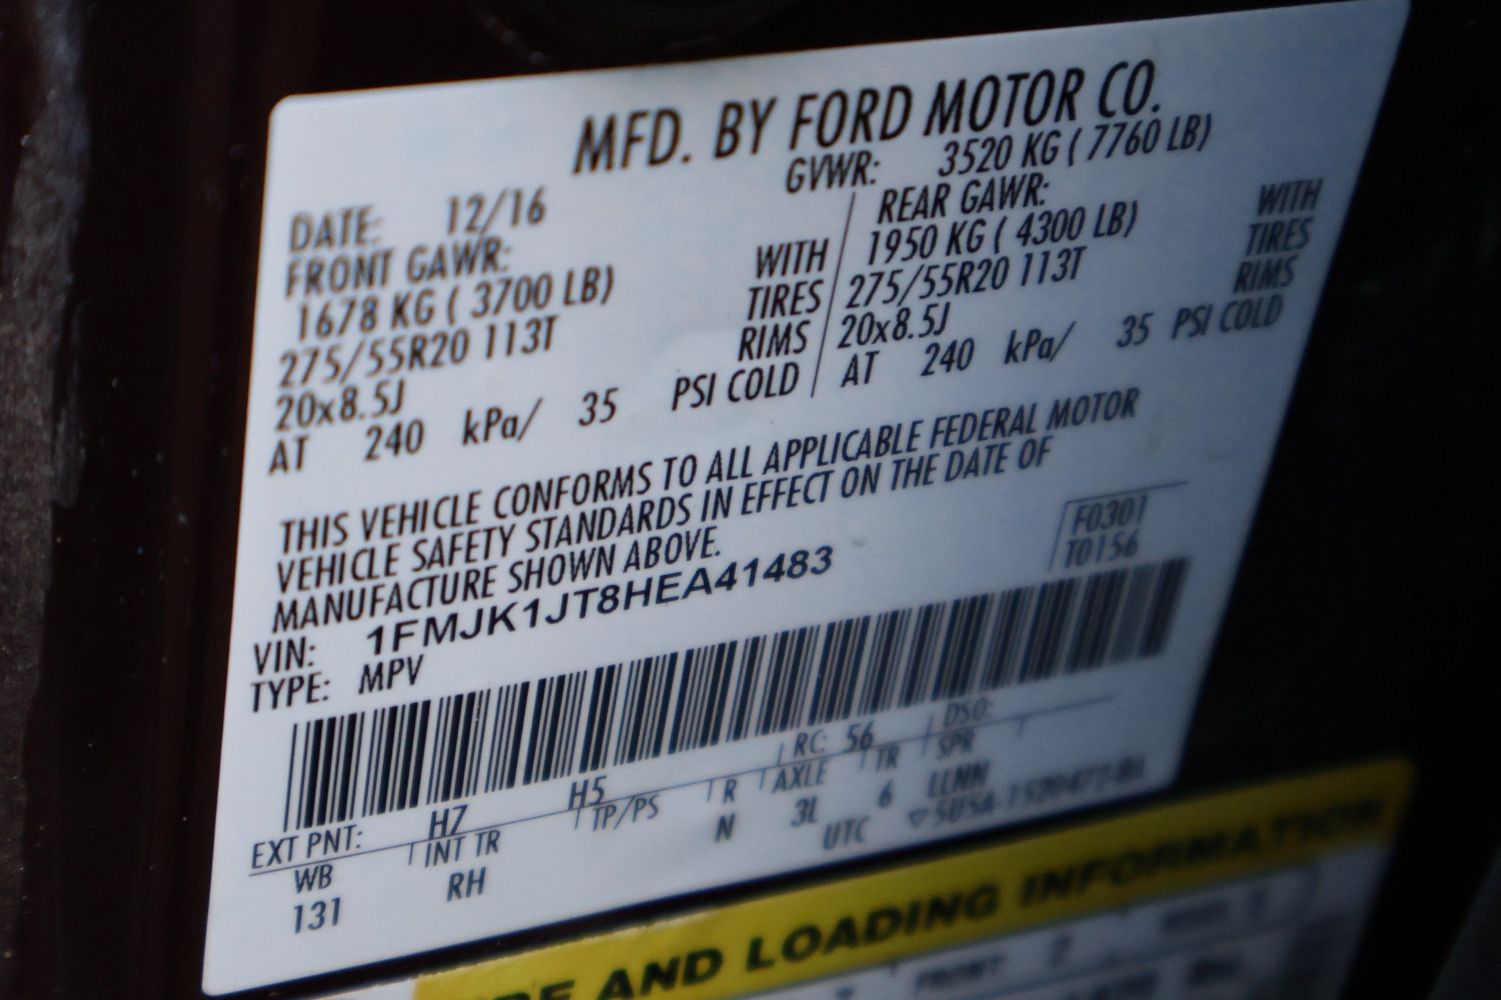 MFD. BY FORD MOTOR CO.
DATE: 12/16 GVWR: 3520 KG ( 7760 LB)
FRONT GAWR: REAR GAWR:
1678 KG ( 3700 LB) WITH 1950 KG ( 4300 LB) WITH
275/55R20 113T TIRES 275/55R20 113T TIRES
20x8.5J RIMS 20x8.5J RIMS
AT 240 kPa/ 35 PSI COLD AT 240 kPa/ 35 PSI COLD
THIS VEHICLE CONFORMS TO ALL APPLICABLE FEDERAL MOTOR
VEHICLE SAFETY STANDARDS IN EFFECT ON THE DATE OF
MANUFACTURE SHOWN ABOVE.
F0301
VIN: 1FMJK1JT8HEA41483 T0156
TYPE: MPV
EXT PNT: HZ H5 RC: 56 DSO:
WB INT TR TP/PS R AXLE TR SPR
131 RH N 3L 6 LLNN
UTC
AND LOADING INFORMATION
FRONT